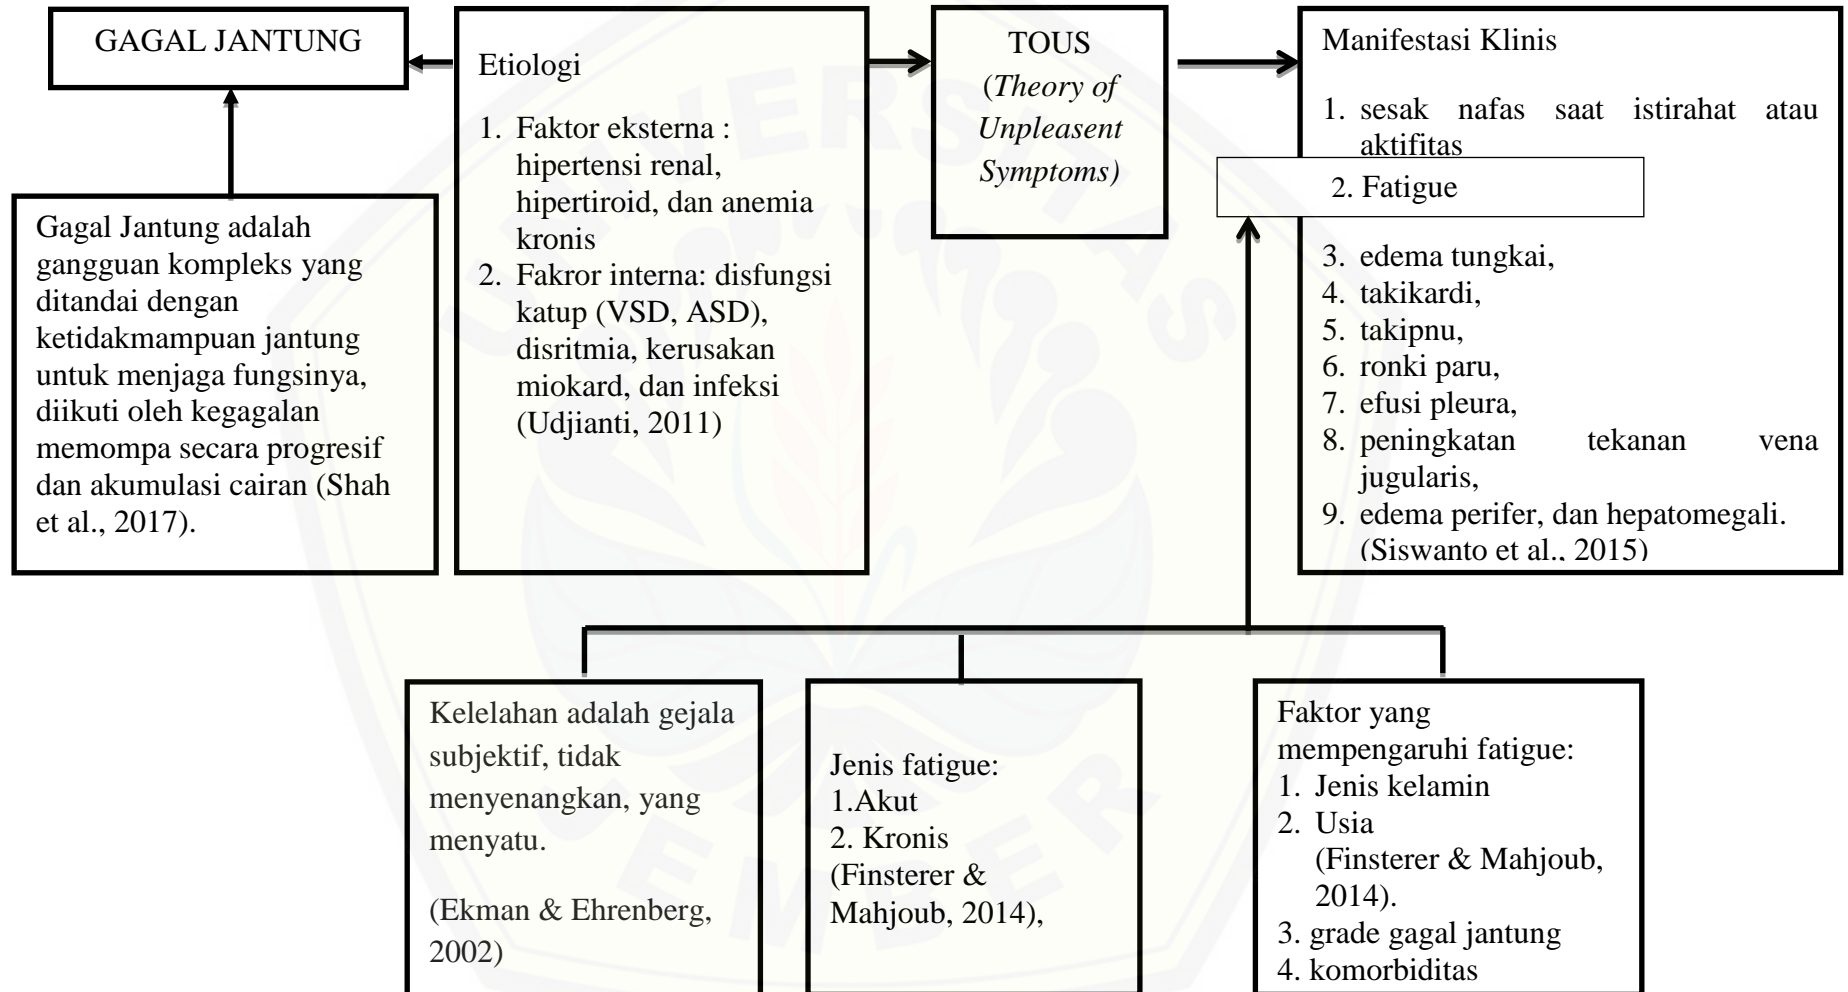 GAGAL JANTUNG
Gagal Jantung adalah
gangguan kompleks yang
ditandai dengan
ketidakmampuan jantung
untuk menjaga fungsinya,
diikuti oleh kegagalan
memompa secara progresif
dan akumulasi cairan (Shah
et al., 2017).
Etiologi
1. Faktor eksterna :
hipertensi renal,
hipertiroid, dan anemia
kronis
2. Fakror interna: disfungsi
katup (VSD, ASD),
disritmia, kerusakan
miokard, dan infeksi
(Udjianti, 2011)
TOUS
(Theory of
Unpleasent
Symptoms)
Manifestasi Klinis
1. sesak nafas saat istirahat atau
aktifitas
2. Fatigue
3. edema tungkai,
4. takikardi,
5. takipnu,
6. ronki paru,
7. efusi pleura,
8. peningkatan tekanan vena
jugularis,
9. edema perifer, dan hepatomegali.
(Siswanto et al., 2015)
Kelelahan adalah gejala
subjektif, tidak
menyenangkan, yang
menyatu.
(Ekman & Ehrenberg,
2002)
Jenis fatigue:
1.Akut
2. Kronis
(Finsterer &
Mahjoub, 2014),
Faktor yang
mempengaruhi fatigue:
1. Jenis kelamin
2. Usia
(Finsterer & Mahjoub,
2014).
3. grade gagal jantung
4. komorbiditas
UNIVERSITAS
JEMBER